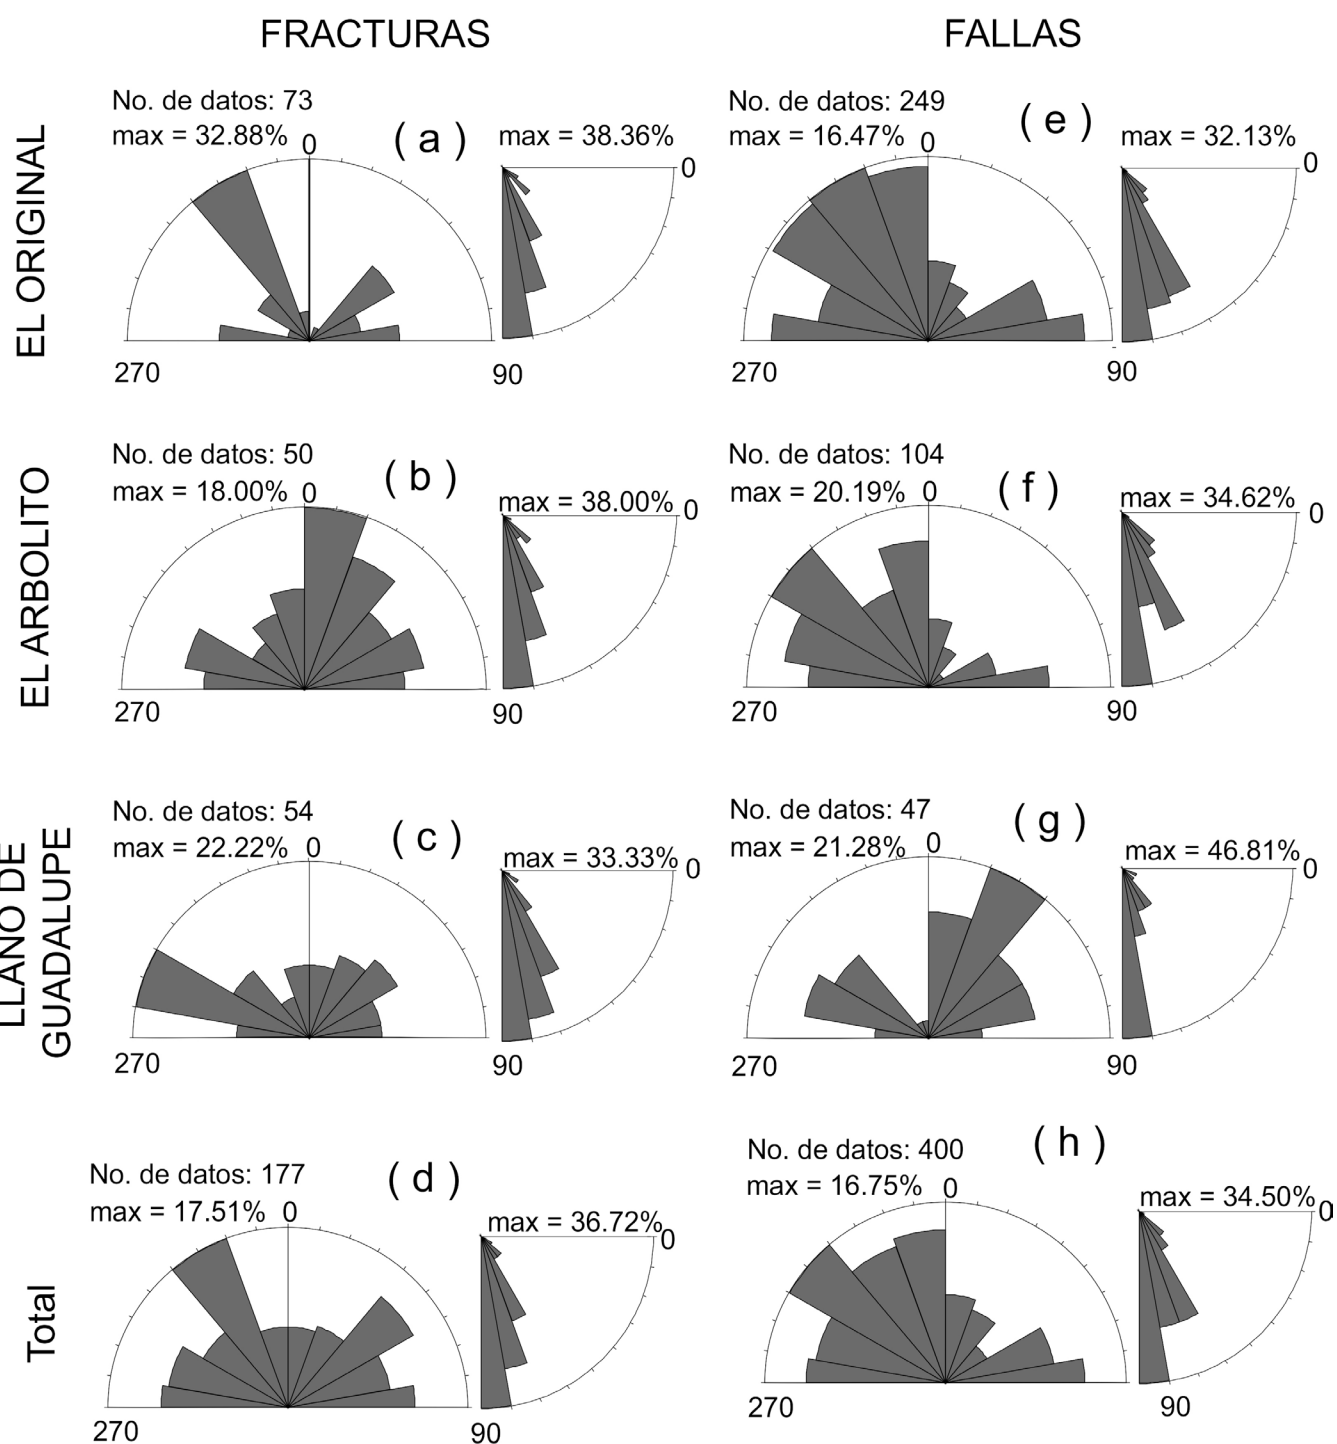 FRACTURAS
FALLAS
EL ORIGINAL
No. de datos: 73
max = 32.88%
0
( a )
max = 38.36%
0
270
90
No. de datos: 249
max = 16.47%
0
( e )
max = 32.13%
0
270
90
EL ARBOLITO
No. de datos: 50
max = 18.00%
0
( b )
max = 38.00%
0
270
90
No. de datos: 104
max = 20.19%
0
( f )
max = 34.62%
0
270
90
LLANO DE
GUADALUPE
No. de datos: 54
max = 22.22%
0
( c )
max = 33.33%
0
270
90
No. de datos: 47
max = 21.28%
0
( g )
max = 46.81%
0
270
90
Total
No. de datos: 177
max = 17.51%
0
( d )
max = 36.72%
0
270
90
No. de datos: 400
max = 16.75%
0
( h )
max = 34.50%
0
270
90